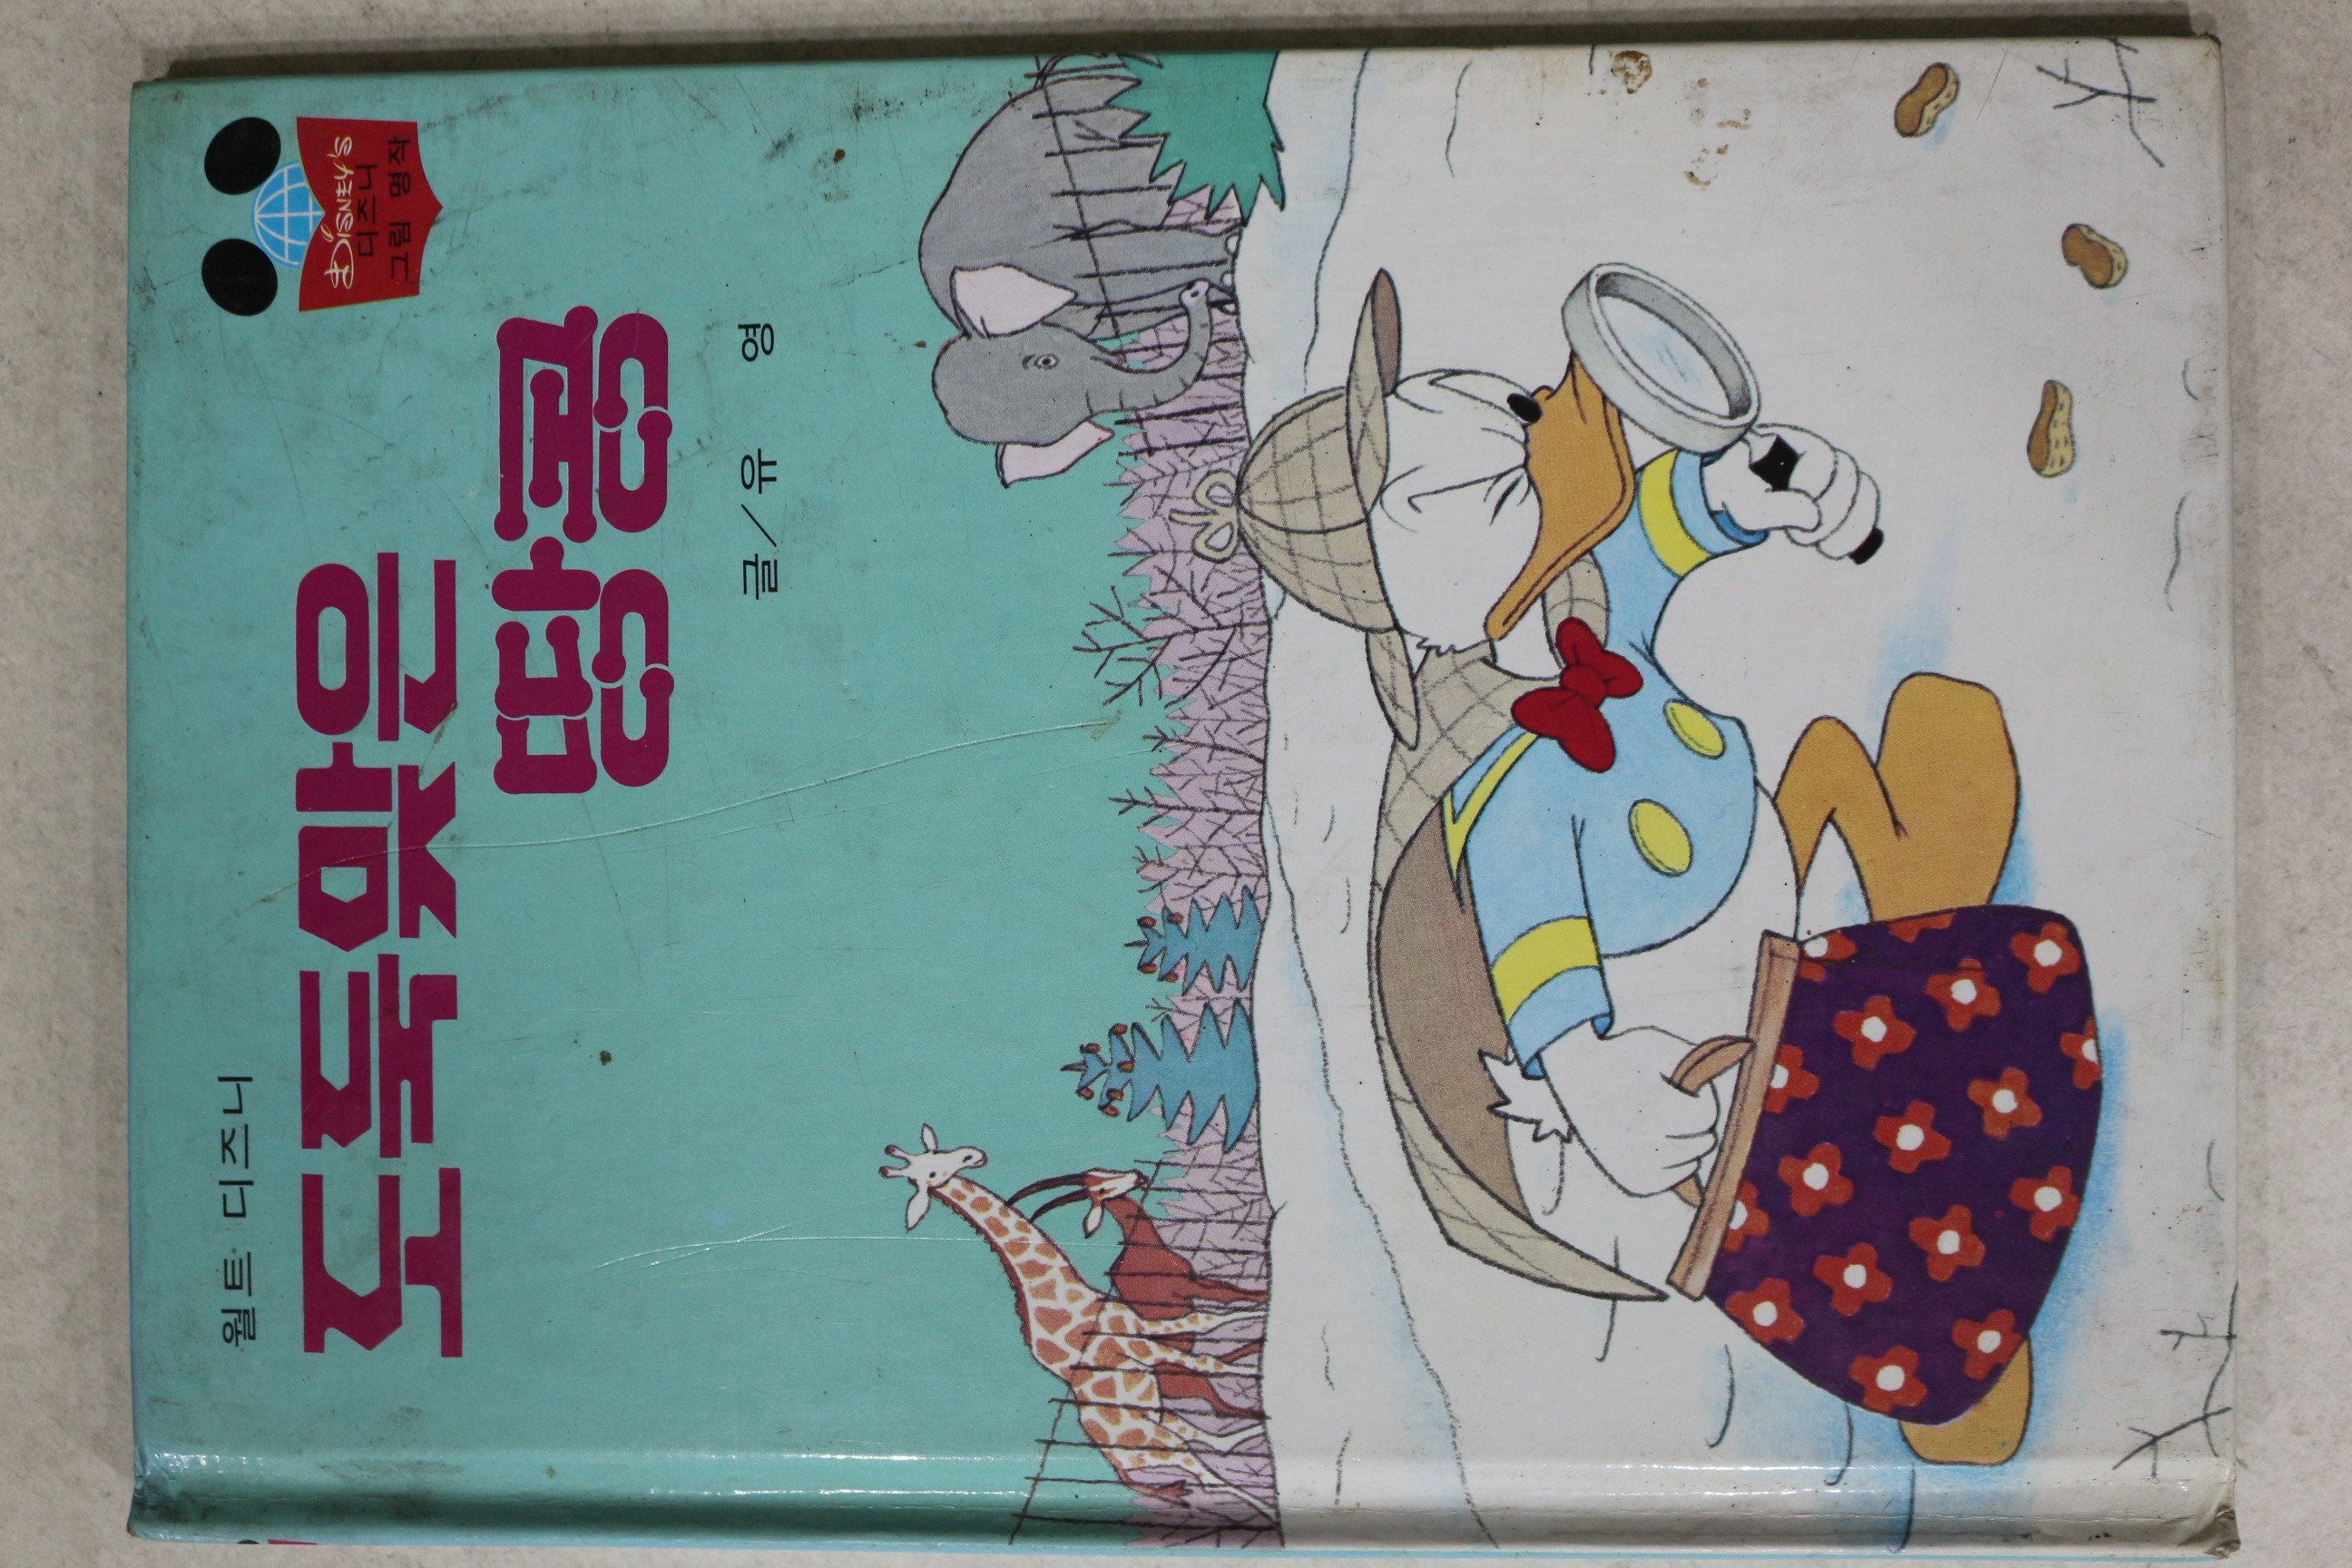 DISNEY'S
디즈니
그림 명작
월트 디즈니
도둑맞은
땅콩
글/유 영